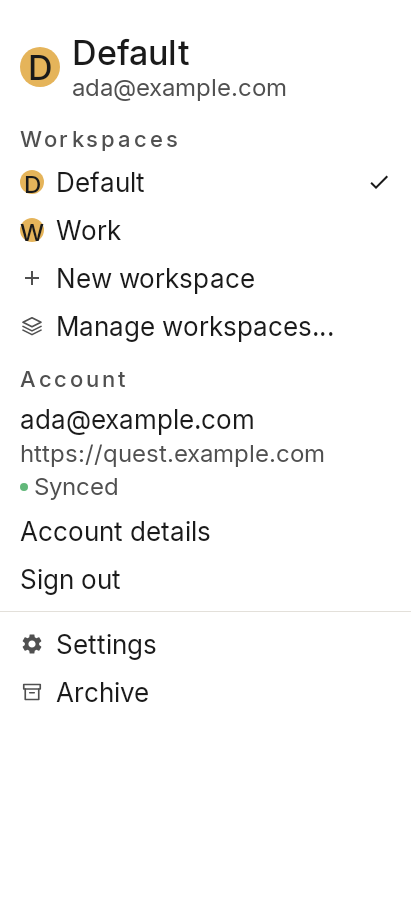 D Default
ada@example.com
Workspaces
D Default
W Work
New workspace
Manage workspaces...
Account
ada@example.com
https://quest.example.com
Synced
Account details
Sign out
Settings
Archive